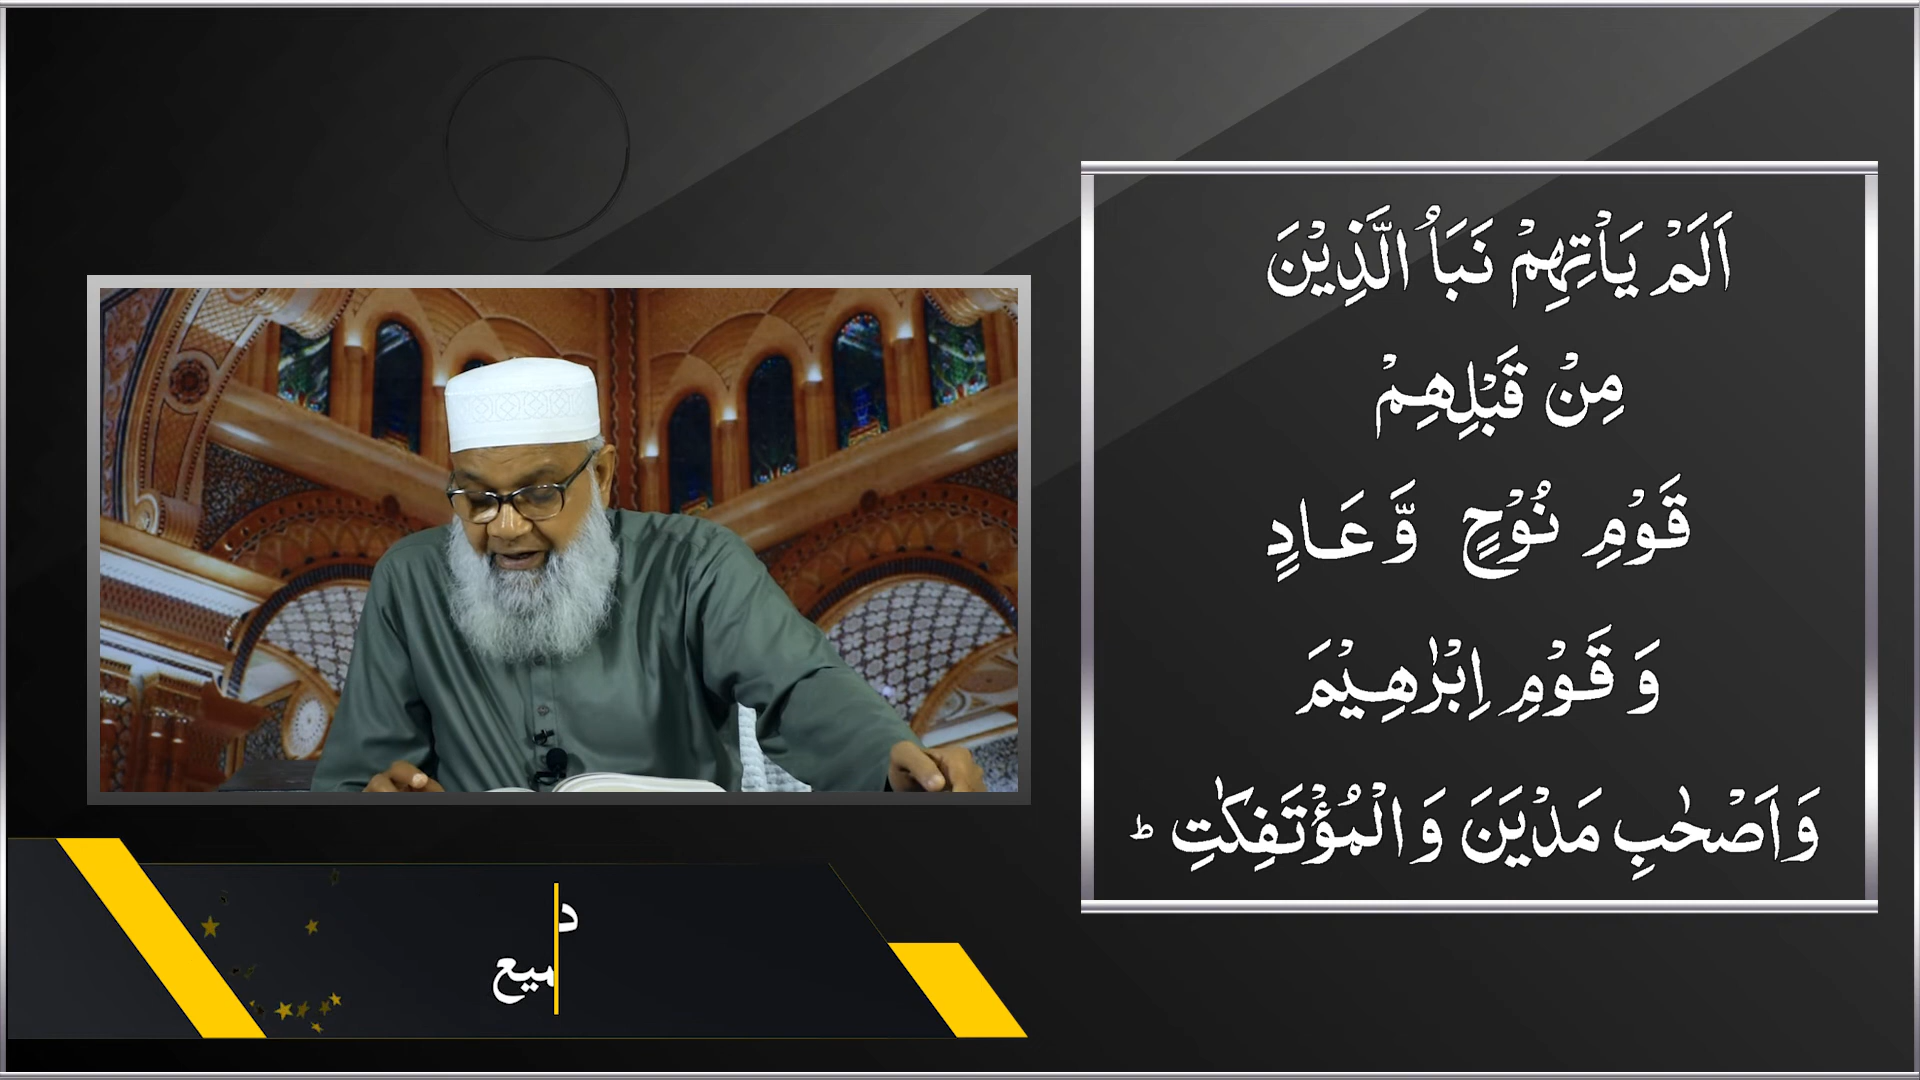 اَلَمْ يَاْتِهِمْ نَبَاُ الَّذِيْنَ
مِنْ قَبْلِهِمْ
قَوْمِ نُوْحٍ وَّعَادٍ
وَ قَوْمِ اِبْرٰهِيْمَ
وَاَصْحٰبِ مَدْيَنَ وَالْمُؤْتَفِكٰتِ ؕ